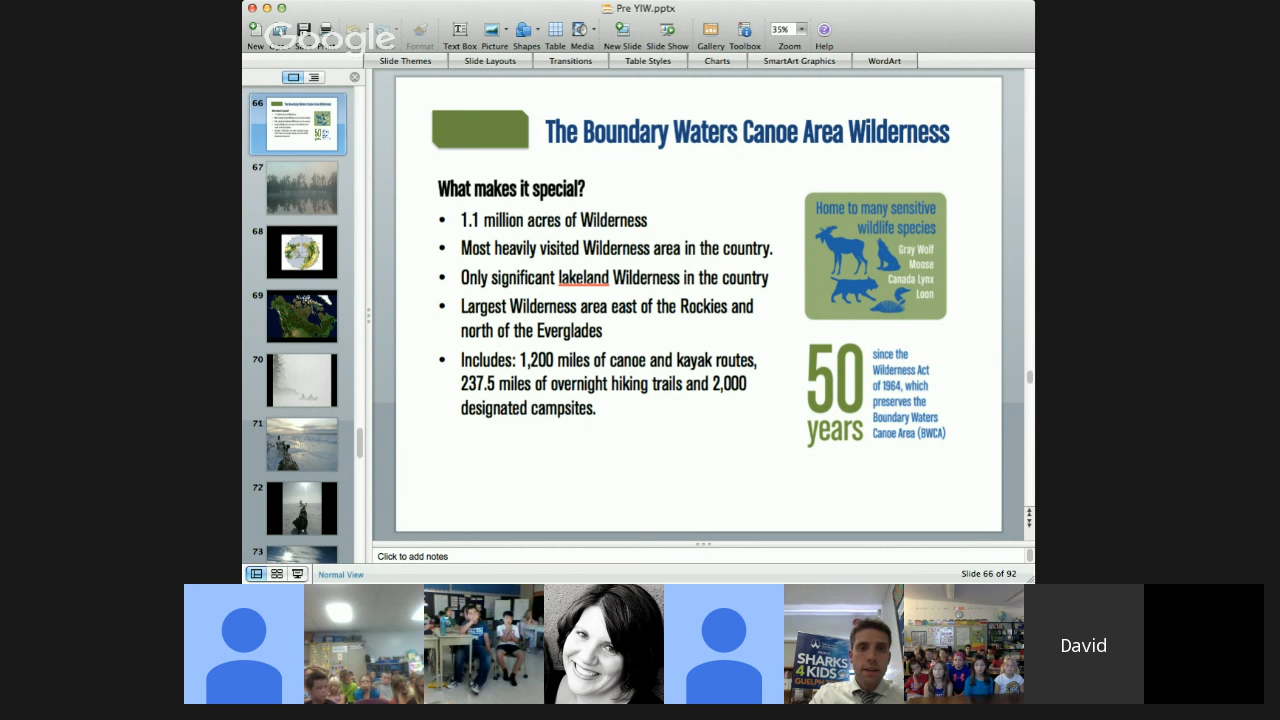 Pre YIW.pptx
Google
New
Format
Text Box
Picture
Shapes
Table
Media
New Slide
Slide Show
Gallery
Toolbox
35%
Zoom
Help
Slide Themes
Slide Layouts
Transitions
Table Styles
Charts
SmartArt Graphics
WordArt
66
67
68
69
70
71
72
73
The Boundary Waters Canoe Area Wilderness
What makes it special?
• 1.1 million acres of Wilderness
• Most heavily visited Wilderness area in the country.
• Only significant lakeland Wilderness in the country
• Largest Wilderness area east of the Rockies and
north of the Everglades
• Includes: 1,200 miles of canoe and kayak routes,
237.5 miles of overnight hiking trails and 2,000
designated campsites.
Home to many sensitive
wildlife species
Gray Wolf
Moose
Canada Lynx
Loon
50
years
since the
Wilderness Act
of 1964, which
preserves the
Boundary Waters
Canoe Area (BWCA)
Click to add notes
Normal View
Slide 66 of 92
SHARKS
4 KIDS
GUELPH
David